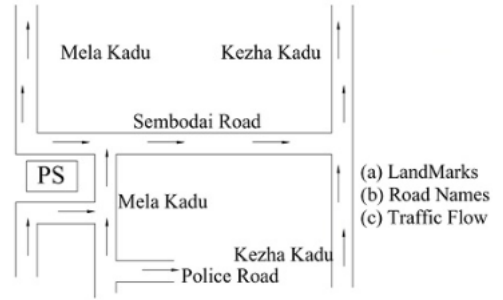 Mela Kadu
Kezha Kadu
Sembodai Road
PS
Mela Kadu
Kezha Kadu
Police Road
(a) LandMarks
(b) Road Names
(c) Traffic Flow